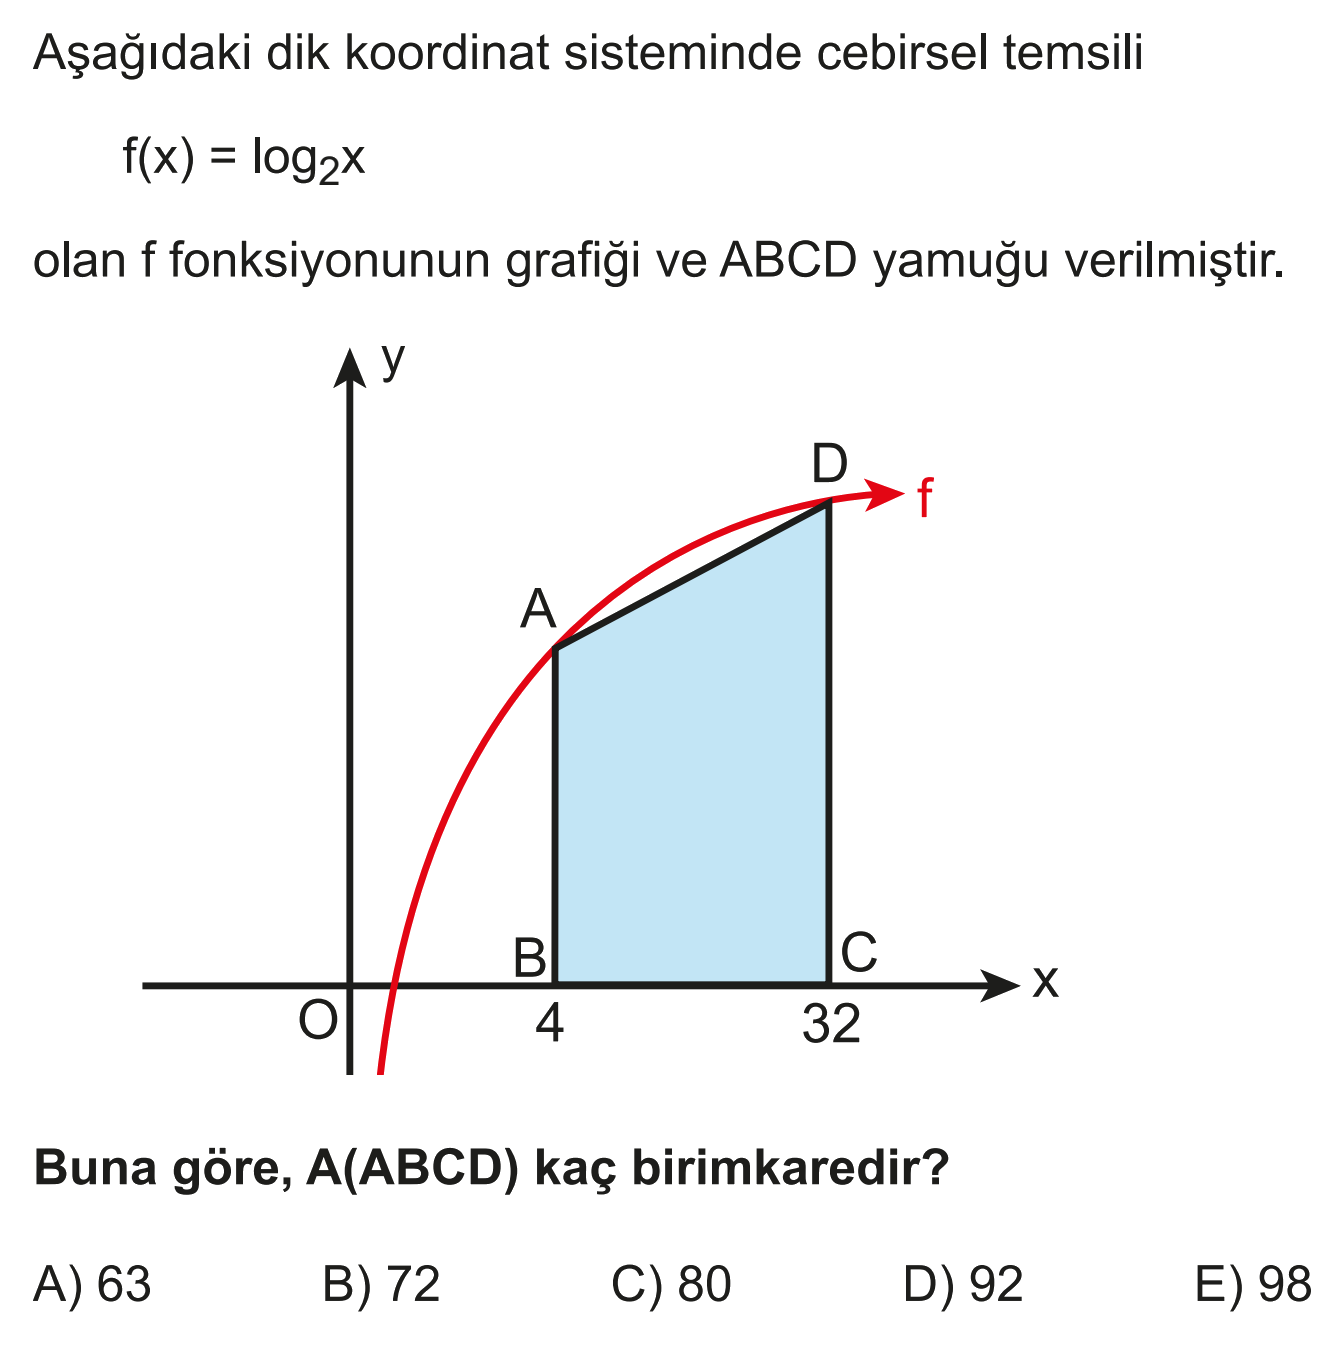 Aşağıdaki dik koordinat sisteminde cebirsel temsili
f(x) = log₂x
olan f fonksiyonunun grafiği ve ABCD yamuğu verilmiştir.
y
D
f
A
B
C
x
O
4
32
Buna göre, A(ABCD) kaç birimkaredir?
A) 63 B) 72 C) 80 D) 92 E) 98